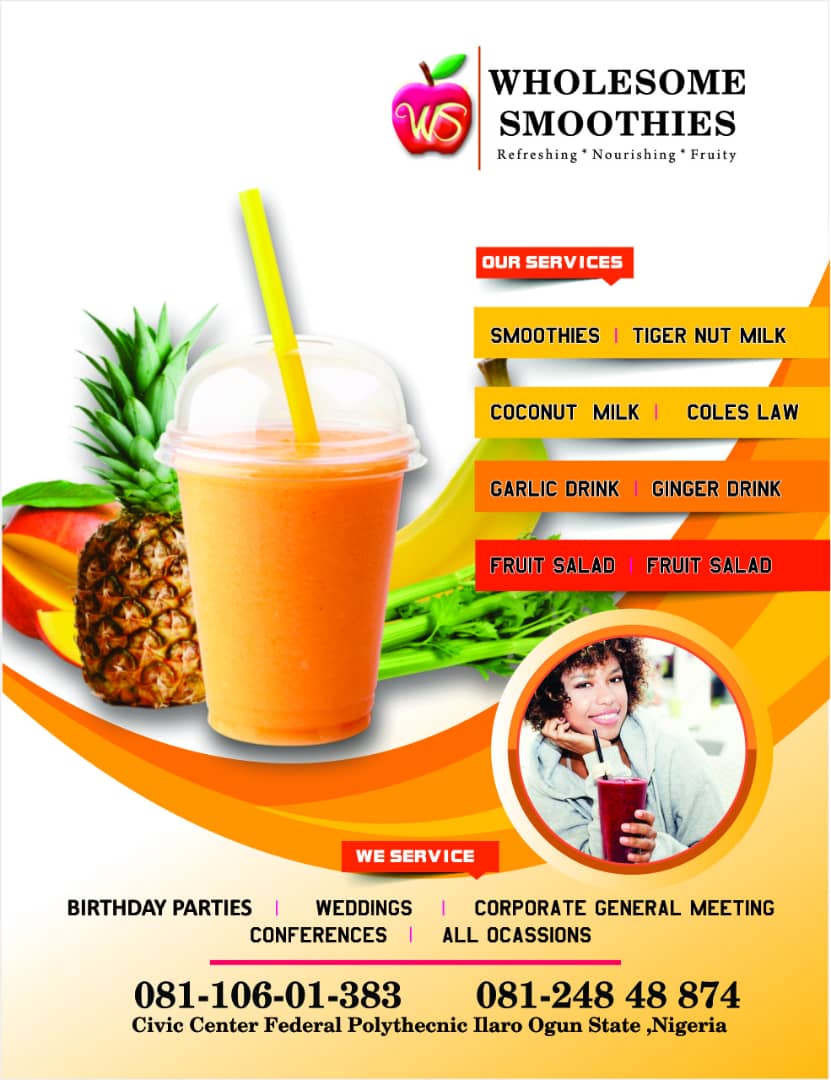 WS
WHOLESOME
SMOOTHIES
Refreshing * Nourishing * Fruity
OUR SERVICES
SMOOTHIES | TIGER NUT MILK
COCONUT MILK | COLES LAW
GARLIC DRINK | GINGER DRINK
FRUIT SALAD | FRUIT SALAD
WE SERVICE
BIRTHDAY PARTIES | WEDDINGS | CORPORATE GENERAL MEETING
CONFERENCES | ALL OCASSIONS
081-106-01-383 081-248 48 874
Civic Center Federal Polythecnic Ilaro Ogun State ,Nigeria